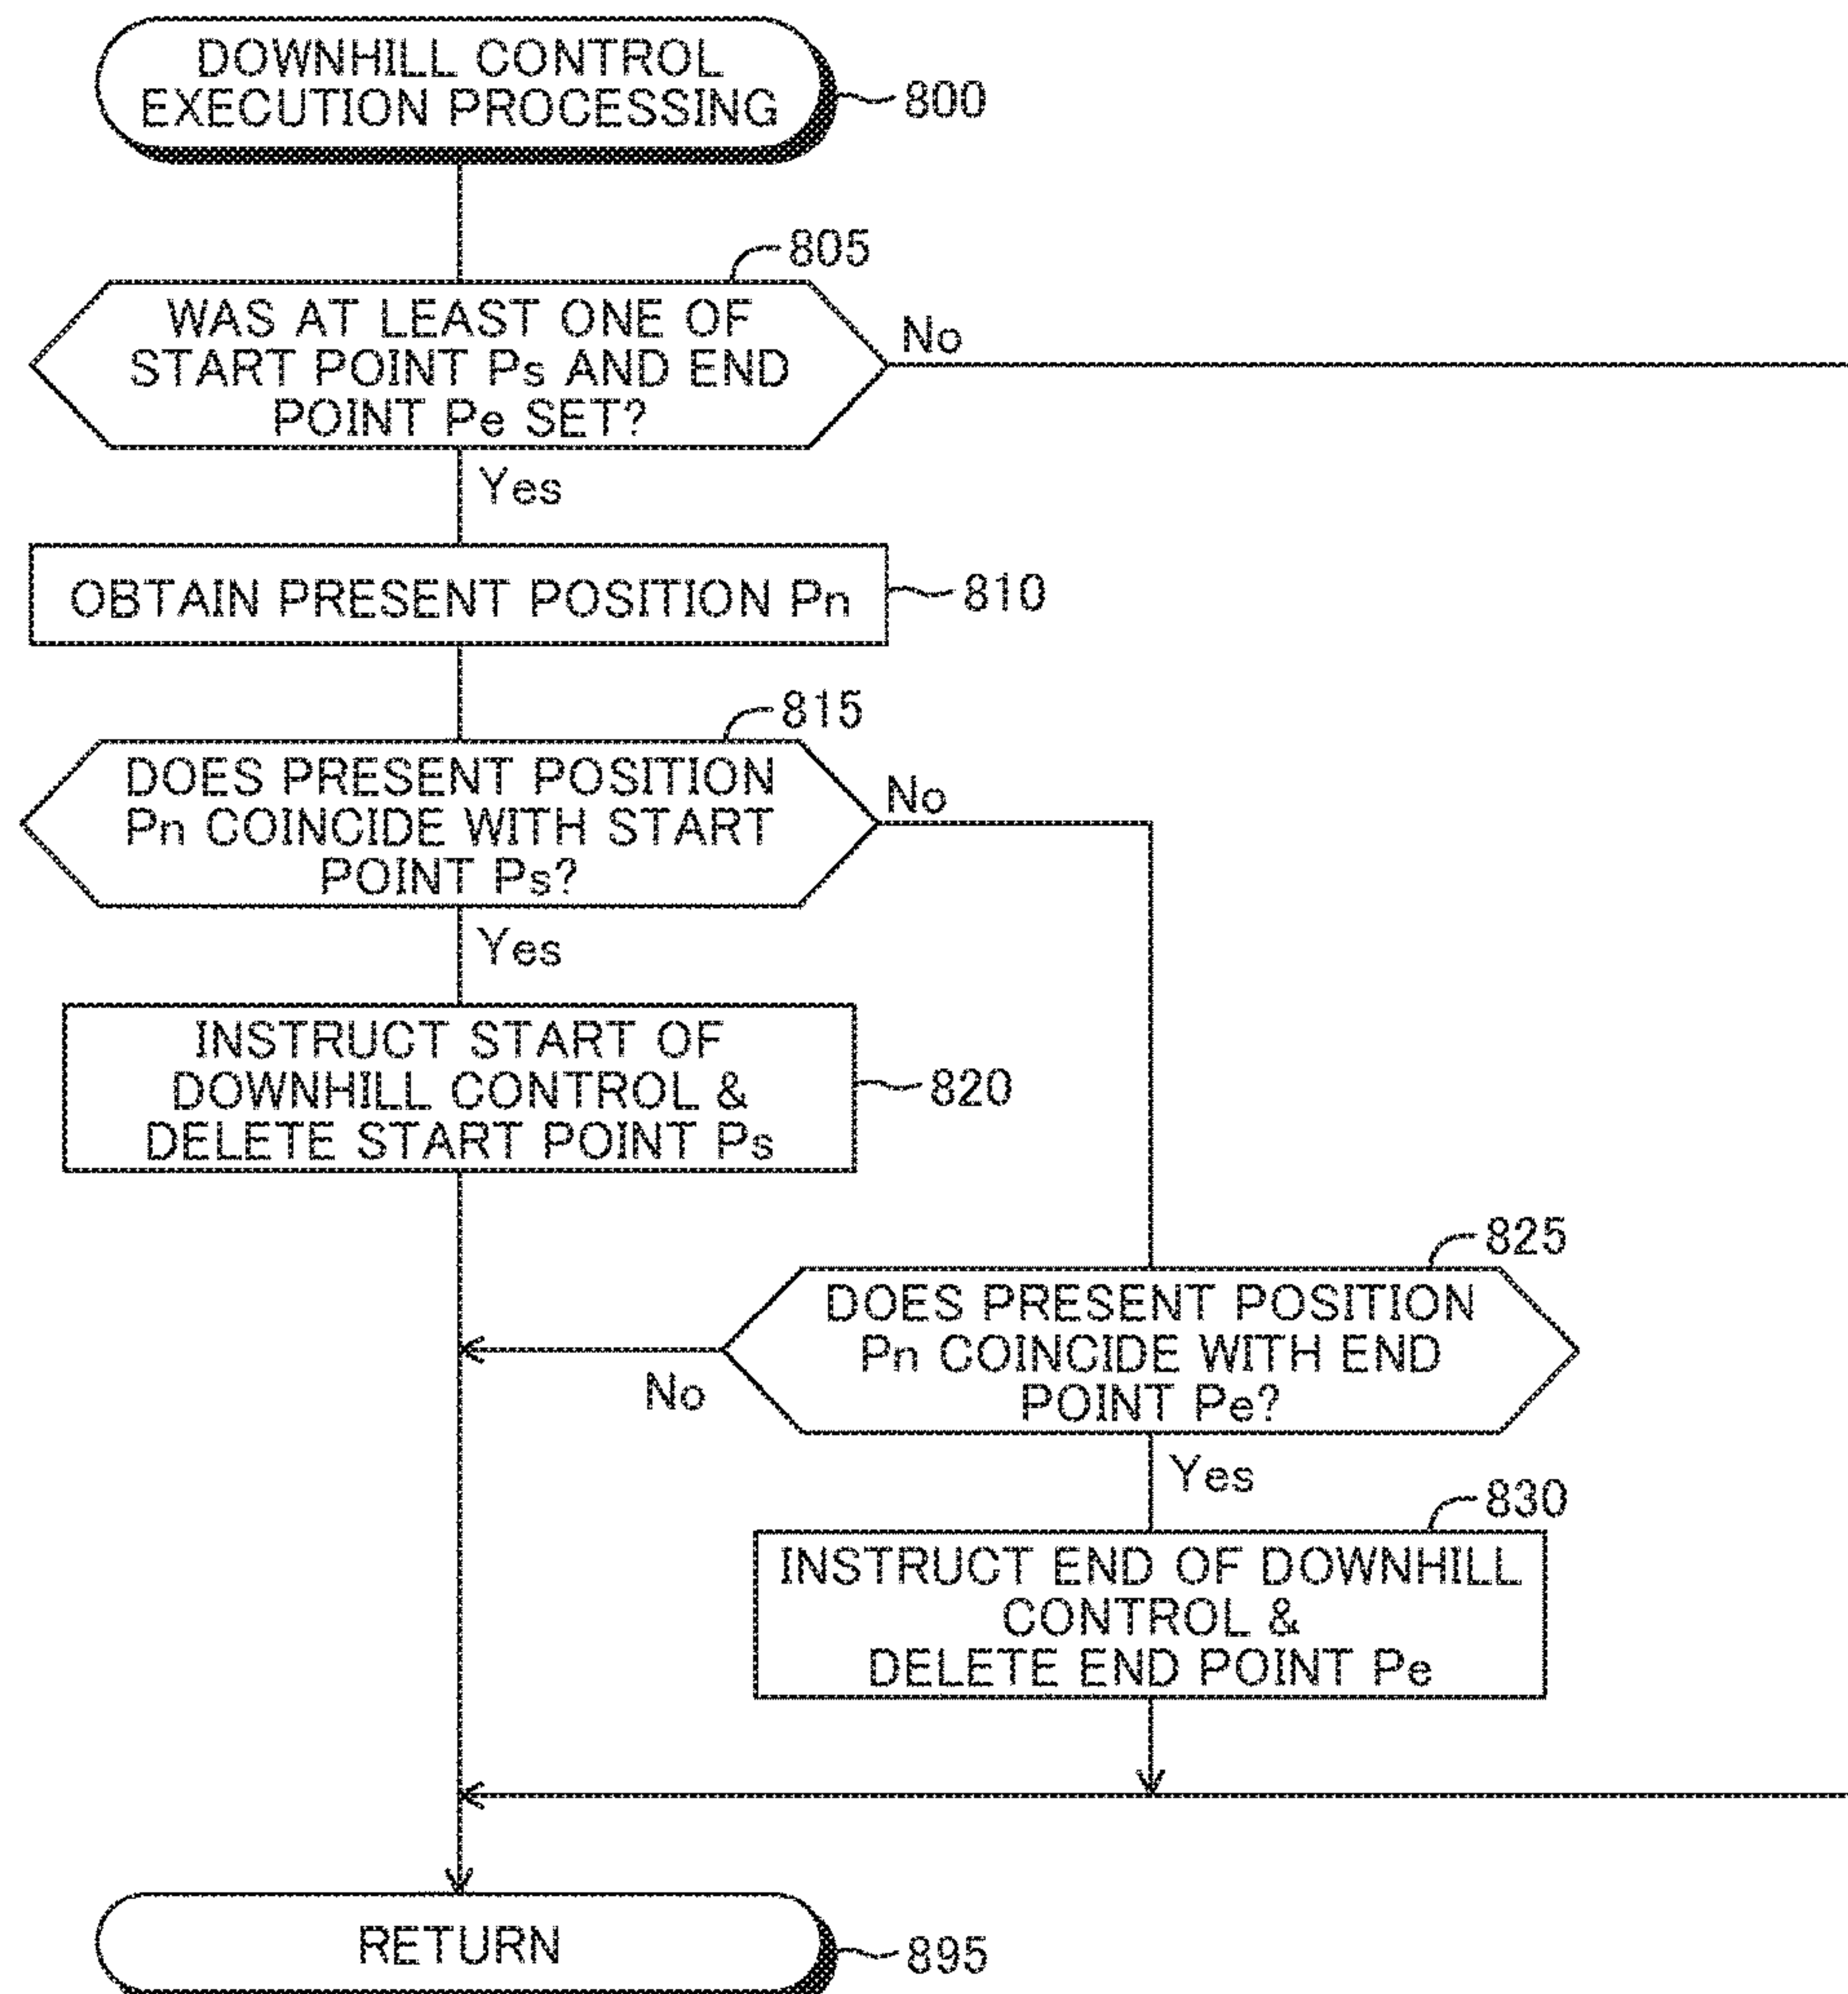 DOWNHILL CONTROL
EXECUTION PROCESSING
800
805
WAS AT LEAST ONE OF
START POINT Ps AND END
POINT Pe SET?
No
Yes
OBTAIN PRESENT POSITION Pn
810
815
DOES PRESENT POSITION
Pn COINCIDE WITH START
POINT Ps?
No
Yes
INSTRUCT START OF
DOWNHILL CONTROL &
DELETE START POINT Ps
820
825
DOES PRESENT POSITION
Pn COINCIDE WITH END
POINT Pe?
No
Yes
830
INSTRUCT END OF DOWNHILL
CONTROL &
DELETE END POINT Pe
RETURN
895